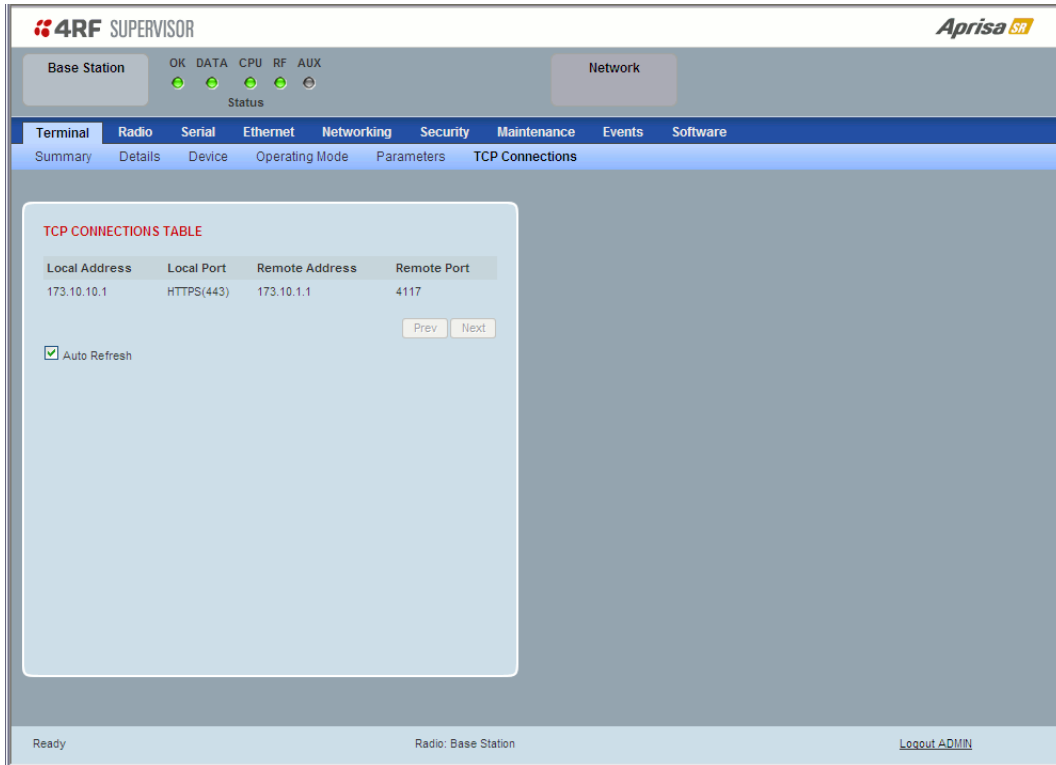 4RF SUPERVISOR
Aprisa SR
Base Station
OK DATA CPU RF AUX
Status
Network
Terminal Radio Serial Ethernet Networking Security Maintenance Events Software
Summary Details Device Operating Mode Parameters TCP Connections
TCP CONNECTIONS TABLE
Local Address Local Port Remote Address Remote Port
173.10.10.1 HTTPS(443) 173.10.1.1 4117
Prev Next
Auto Refresh
Ready Radio: Base Station Logout ADMIN